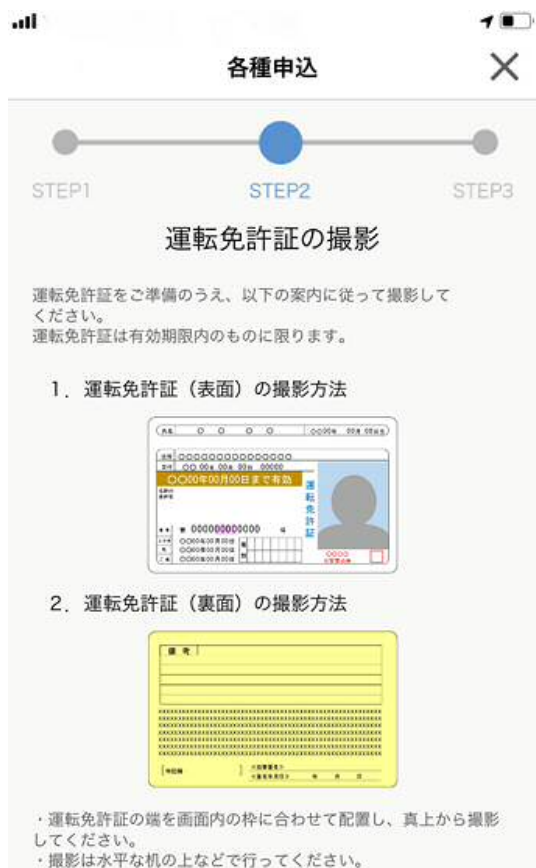 各種申込
STEP1
STEP2
STEP3
運転免許証の撮影
運転免許証をご準備のうえ、以下の案内に従って撮影して
ください。
運転免許証は有効期限内のものに限ります。
1. 運転免許証（表面）の撮影方法
氏名 〇 〇 〇 〇
〇〇00年00月00日まで有効
運転免許証
2. 運転免許証（裏面）の撮影方法
備考
・運転免許証の端を画面内の枠に合わせて配置し、真上から撮影
してください。
・撮影は水平な机の上などで行ってください。